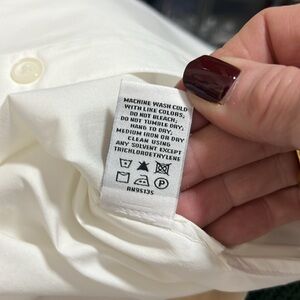 MACHINE WASH COLD
WITH LIKE COLORS,
DO NOT BLEACH,
DO NOT TUMBLE DRY,
HANG TO DRY,
MEDIUM IRON OR DRY
CLEAN USING
ANY SOLVENT EXCEPT
TRICHLOROETHYLENE
P
RN95135